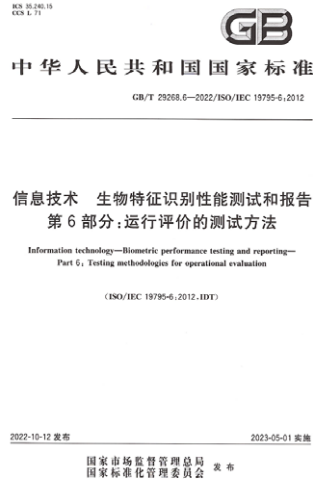 ICS 35.240.15
CCS L 71
GB
中华人民共和国国家标准
GB/T 29268.6—2022/ISO/IEC 19795-6:2012
信息技术 生物特征识别性能测试和报告
第6部分:运行评价的测试方法
Information technology—Biometric performance testing and reporting—
Part 6: Testing methodologies for operational evaluation
(ISO/IEC 19795-6:2012,IDT)
2022-10-12 发布
2023-05-01 实施
国家市场监督管理总局
国家标准化管理委员会
发布